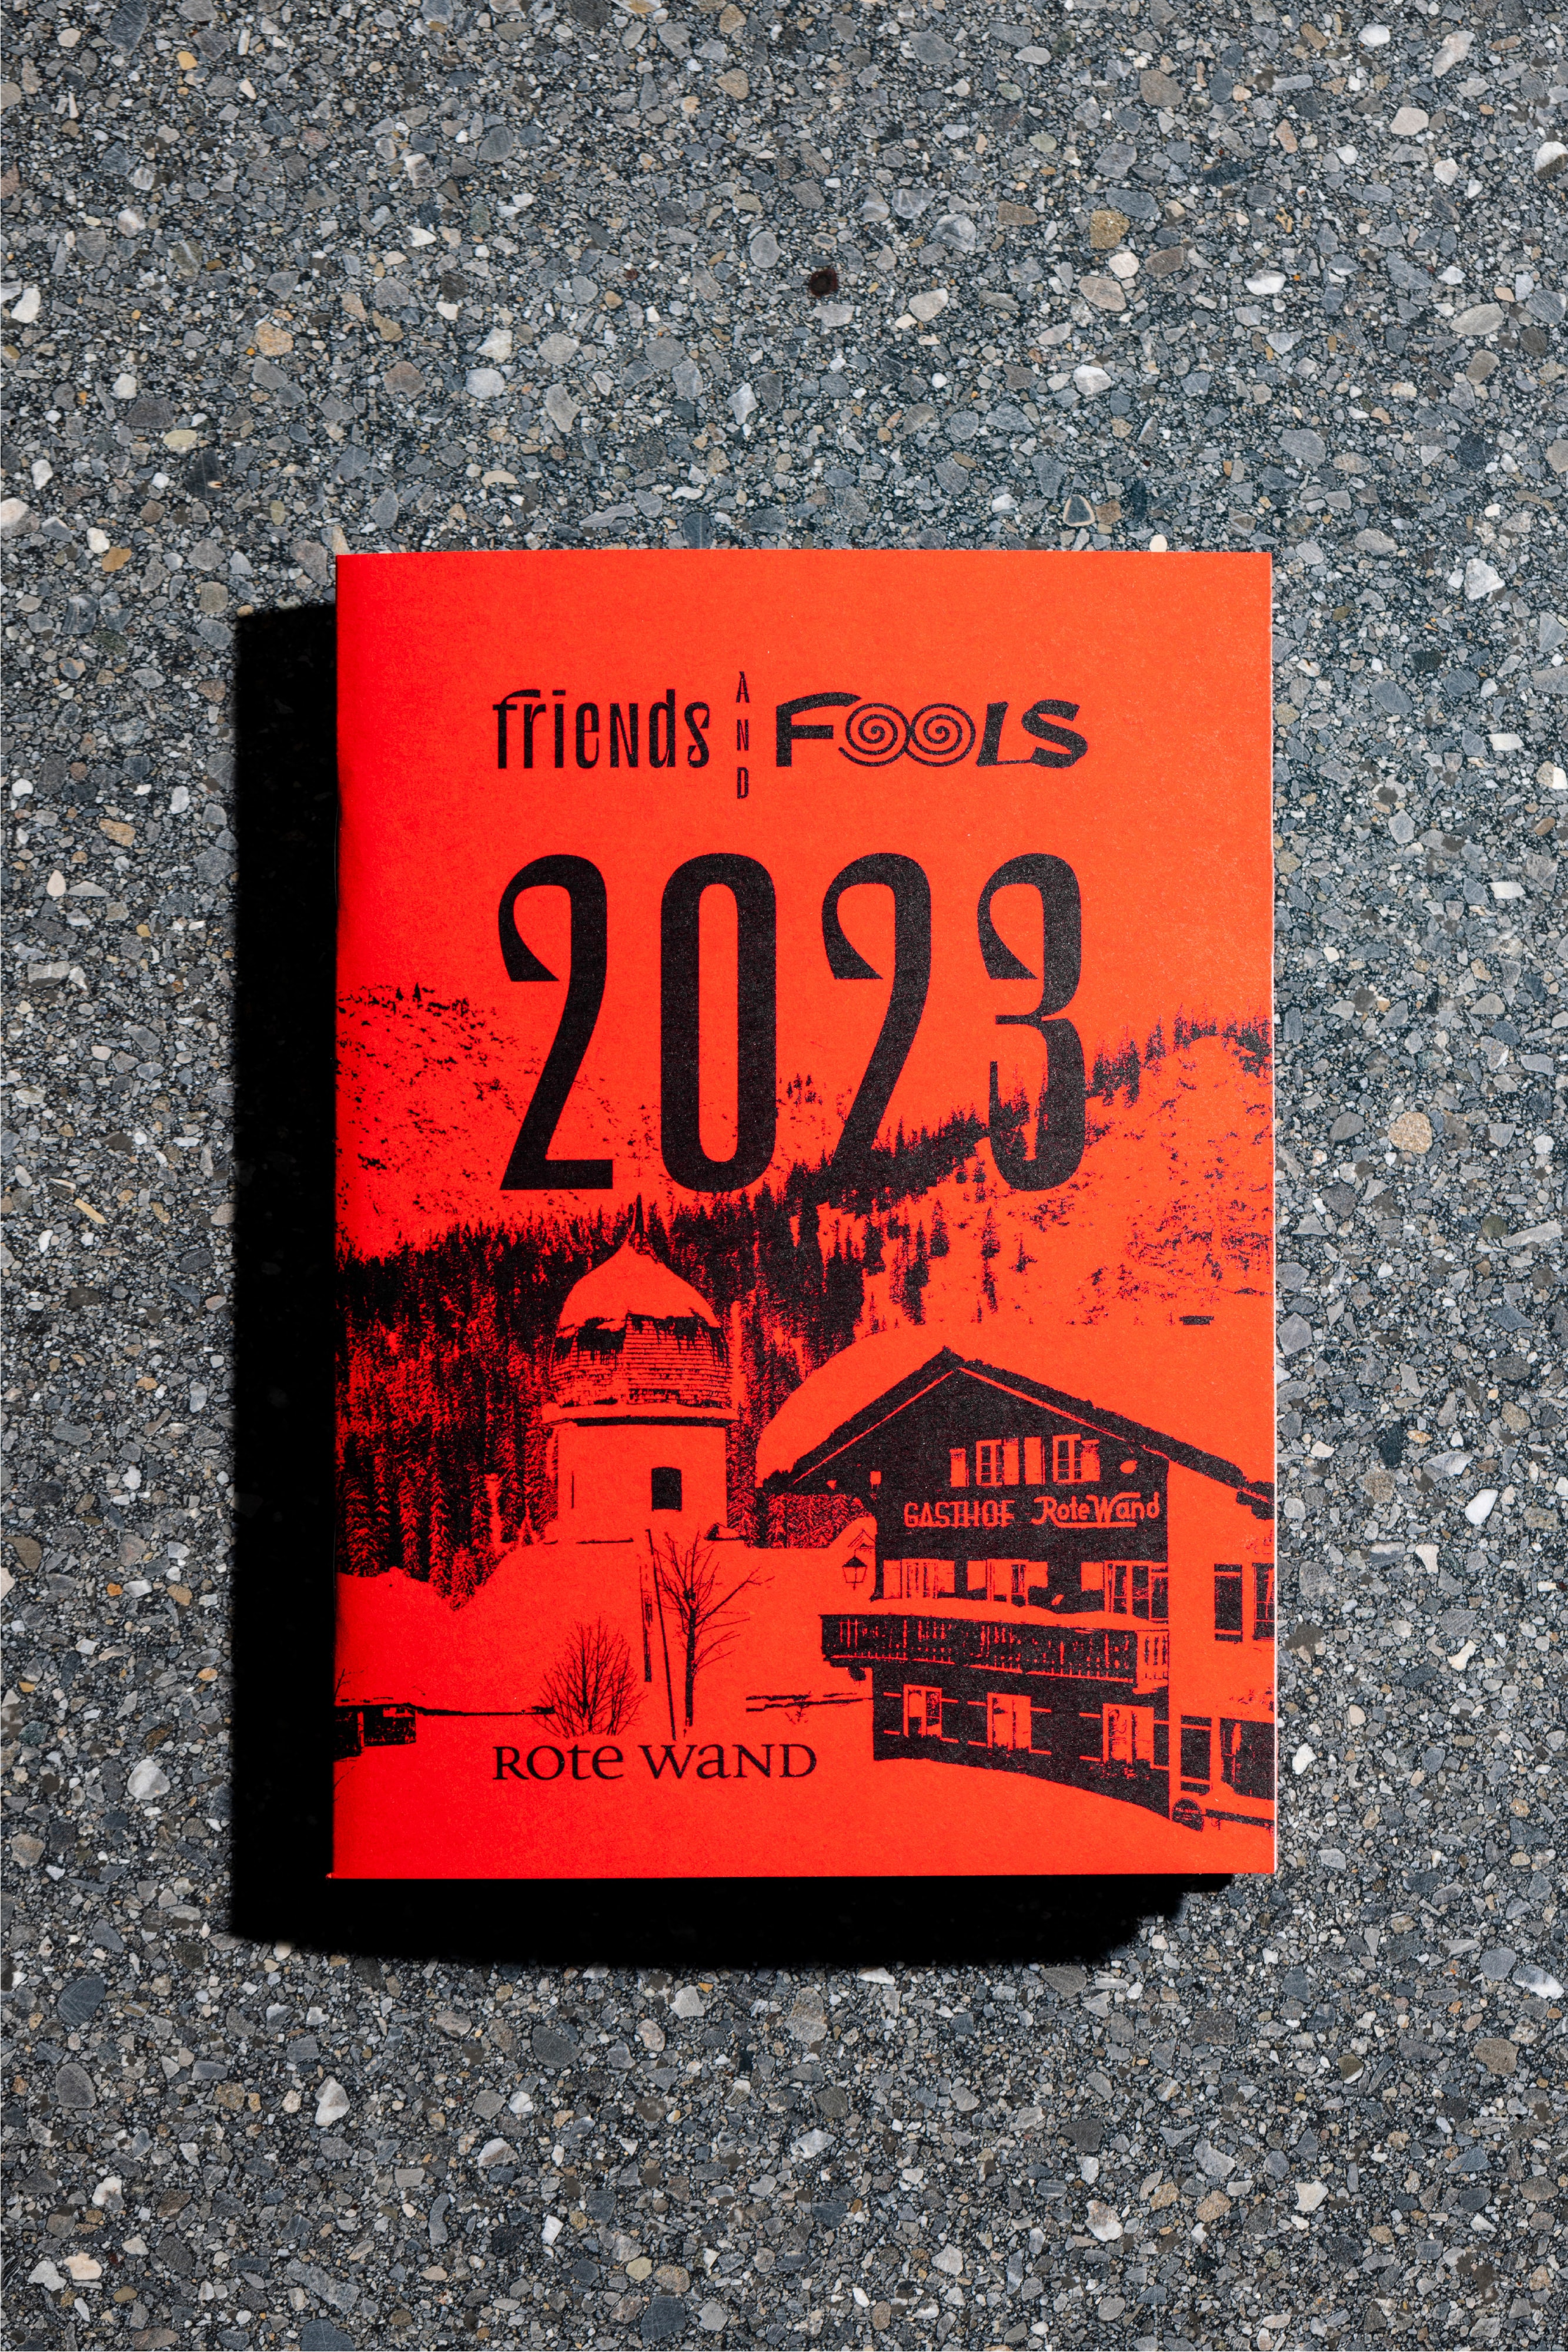 friends AND FOOLS
2023
GASTHOF Rote Wand
ROte WaND